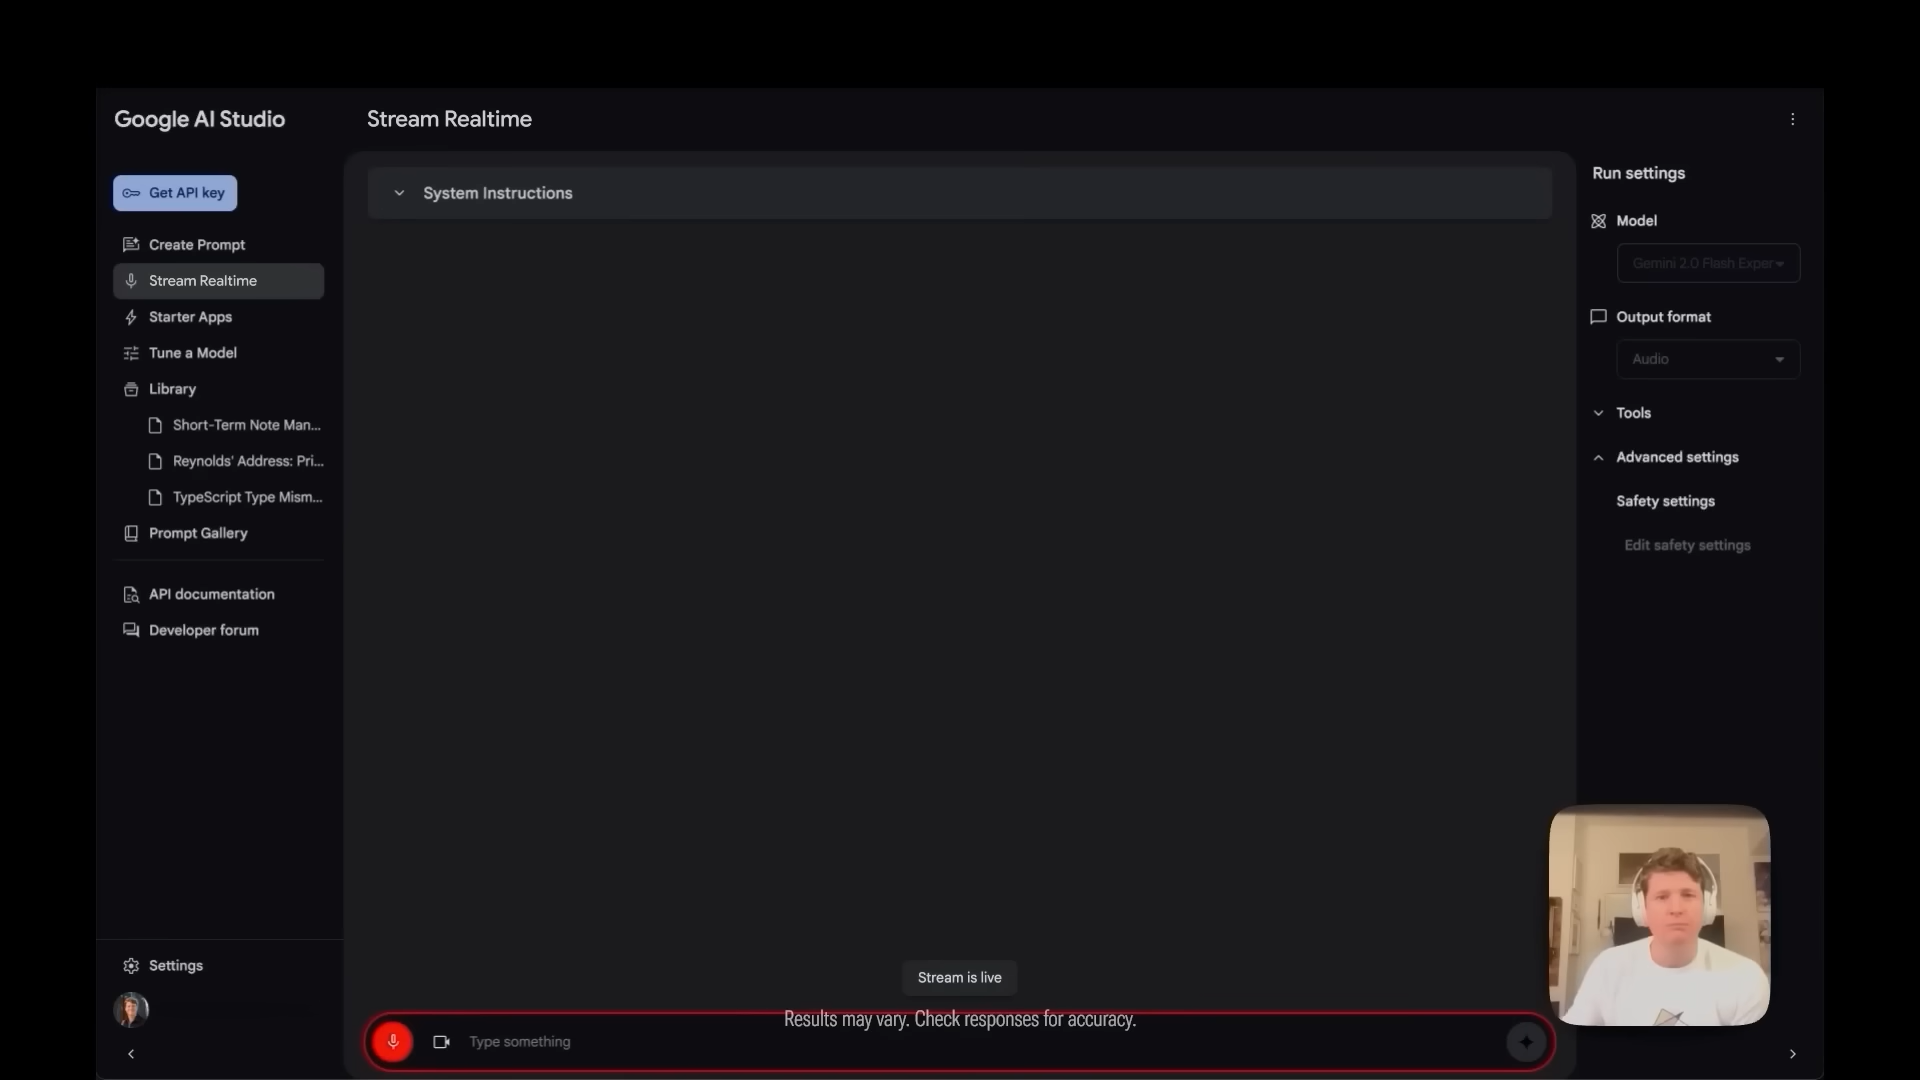 Google AI Studio
Stream Realtime
Get API key
Create Prompt
Stream Realtime
Starter Apps
Tune a Model
Library
Short-Term Note Man...
Reynolds' Address: Pri...
TypeScript Type Mism...
Prompt Gallery
API documentation
Developer forum
Settings
System Instructions
Stream is live
Results may vary. Check responses for accuracy.
Type something
Run settings
Model
Gemini 2.0 Flash Exper
Output format
Audio
Tools
Advanced settings
Safety settings
Edit safety settings